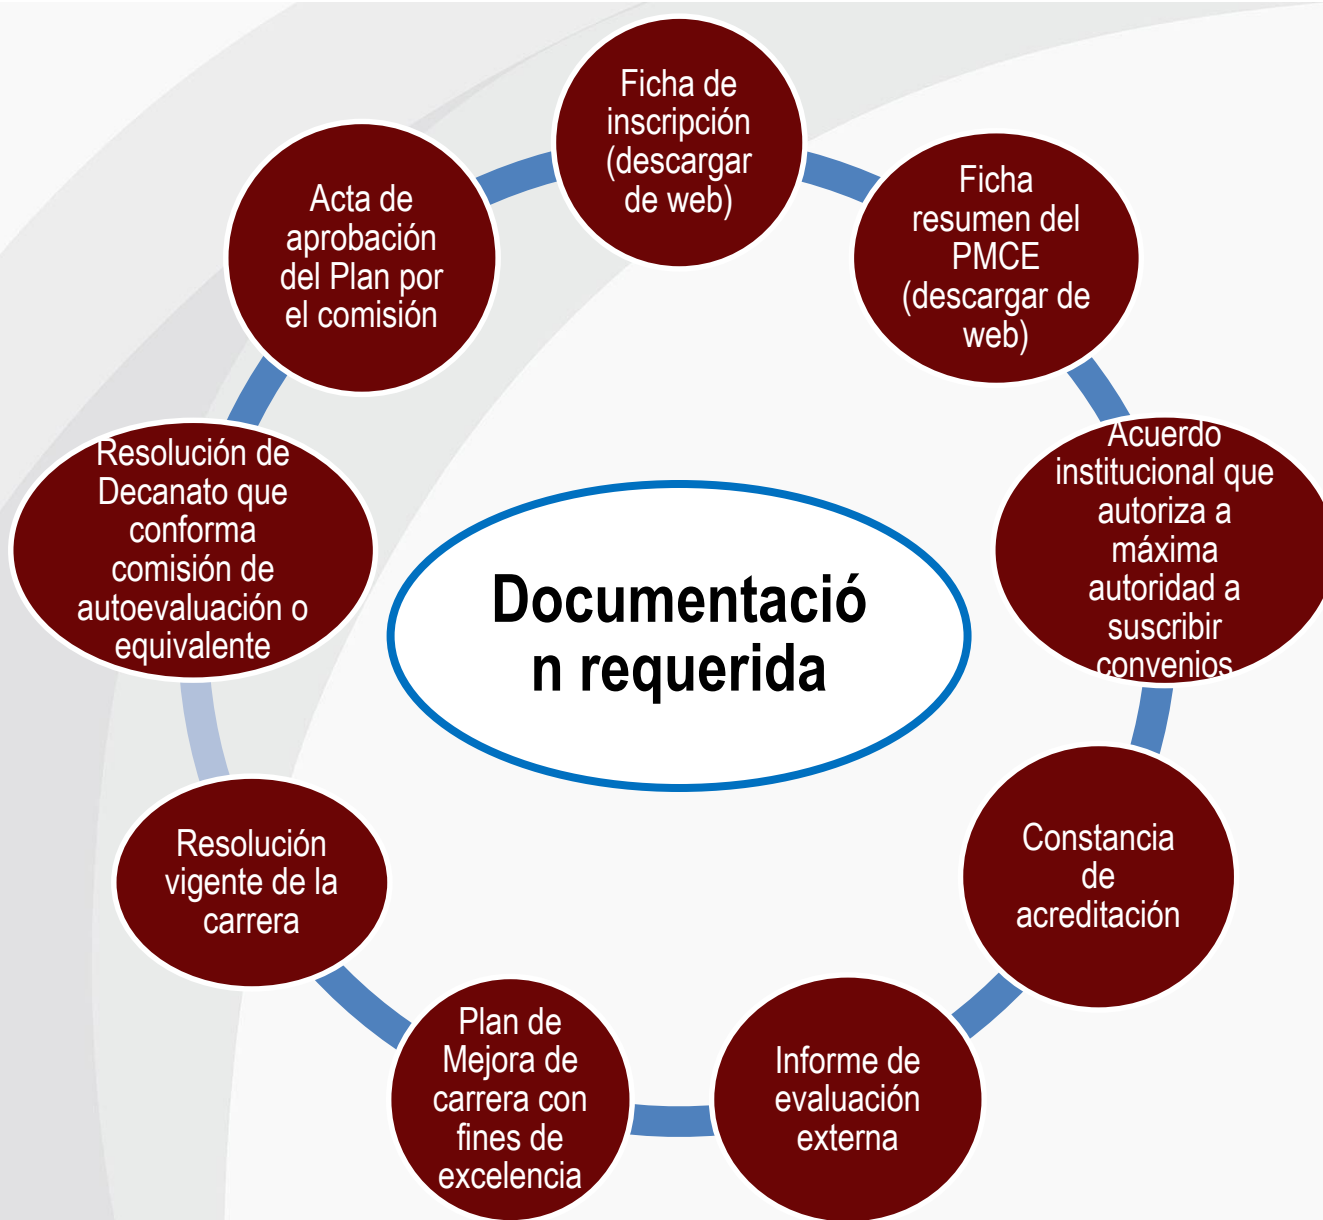 Ficha de
inscripción
(descargar
de web)
Ficha
resumen del
PMCE
(descargar de
web)
Acuerdo
institucional que
autoriza a
máxima
autoridad a
suscribir
convenios
Constancia
de
acreditación
Informe de
evaluación
externa
Plan de
Mejora de
carrera con
fines de
excelencia
Resolución
vigente de la
carrera
Resolución de
Decanato que
conforma
comisión de
autoevaluación o
equivalente
Acta de
aprobación
del Plan por
el comisión
Documentació
n requerida